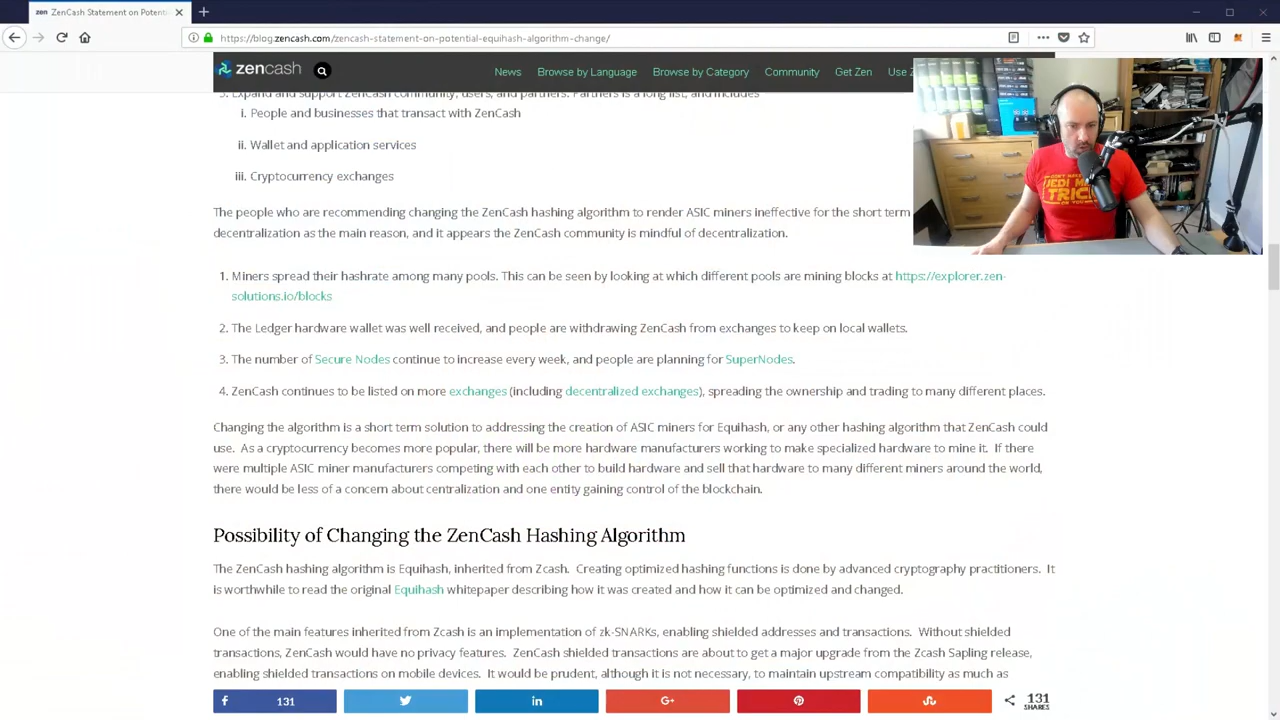 zen ZenCash Statement on Potenti
https://blog.zencash.com/zencash-statement-on-potential-equihash-algorithm-change/
zencash
News Browse by Language Browse by Category Community Get Zen Use Z
Expand and support ZenCash community, users, and partners. Partners is a long list, and includes
i. People and businesses that transact with ZenCash
ii. Wallet and application services
iii. Cryptocurrency exchanges
The people who are recommending changing the ZenCash hashing algorithm to render ASIC miners ineffective for the short term
decentralization as the main reason, and it appears the ZenCash community is mindful of decentralization.
1. Miners spread their hashrate among many pools. This can be seen by looking at which different pools are mining blocks at https://explorer.zen-
solutions.io/blocks
2. The Ledger hardware wallet was well received, and people are withdrawing ZenCash from exchanges to keep on local wallets.
3. The number of Secure Nodes continue to increase every week, and people are planning for SuperNodes.
4. ZenCash continues to be listed on more exchanges (including decentralized exchanges), spreading the ownership and trading to many different places.
Changing the algorithm is a short term solution to addressing the creation of ASIC miners for Equihash, or any other hashing algorithm that ZenCash could
use. As a cryptocurrency becomes more popular, there will be more hardware manufacturers working to make specialized hardware to mine it. If there
were multiple ASIC miner manufacturers competing with each other to build hardware and sell that hardware to many different miners around the world,
there would be less of a concern about centralization and one entity gaining control of the blockchain.
Possibility of Changing the ZenCash Hashing Algorithm
The ZenCash hashing algorithm is Equihash, inherited from Zcash. Creating optimized hashing functions is done by advanced cryptography practitioners. It
is worthwhile to read the original Equihash whitepaper describing how it was created and how it can be optimized and changed.
One of the main features inherited from Zcash is an implementation of zk-SNARKs, enabling shielded addresses and transactions. Without shielded
transactions, ZenCash would have no privacy features. ZenCash shielded transactions are about to get a major upgrade from the Zcash Sapling release,
enabling shielded transactions on mobile devices. It would be prudent, although it is not necessary, to maintain upstream compatibility as much as
131
131
SHARES
JEDI MI
TRIC